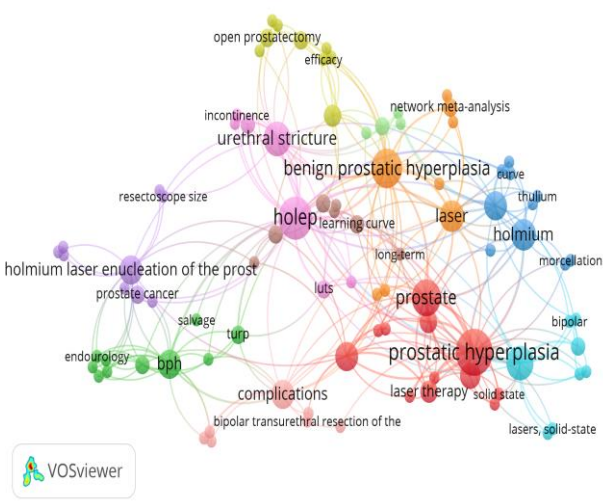 open prostatectomy
efficacy
network meta-analysis
incontinence
urethral stricture
benign prostatic hyperplasia
curve
resectoscope size
thulium
holep
learning curve
laser
holmium
long-term
morcellation
holmium laser enucleation of the prost
prostate cancer
luts
prostate
salvage
turp
bipolar
endourology
bph
prostatic hyperplasia
complications
laser therapy
solid state
bipolar transurethral resection of the
lasers, solid-state
VOSviewer